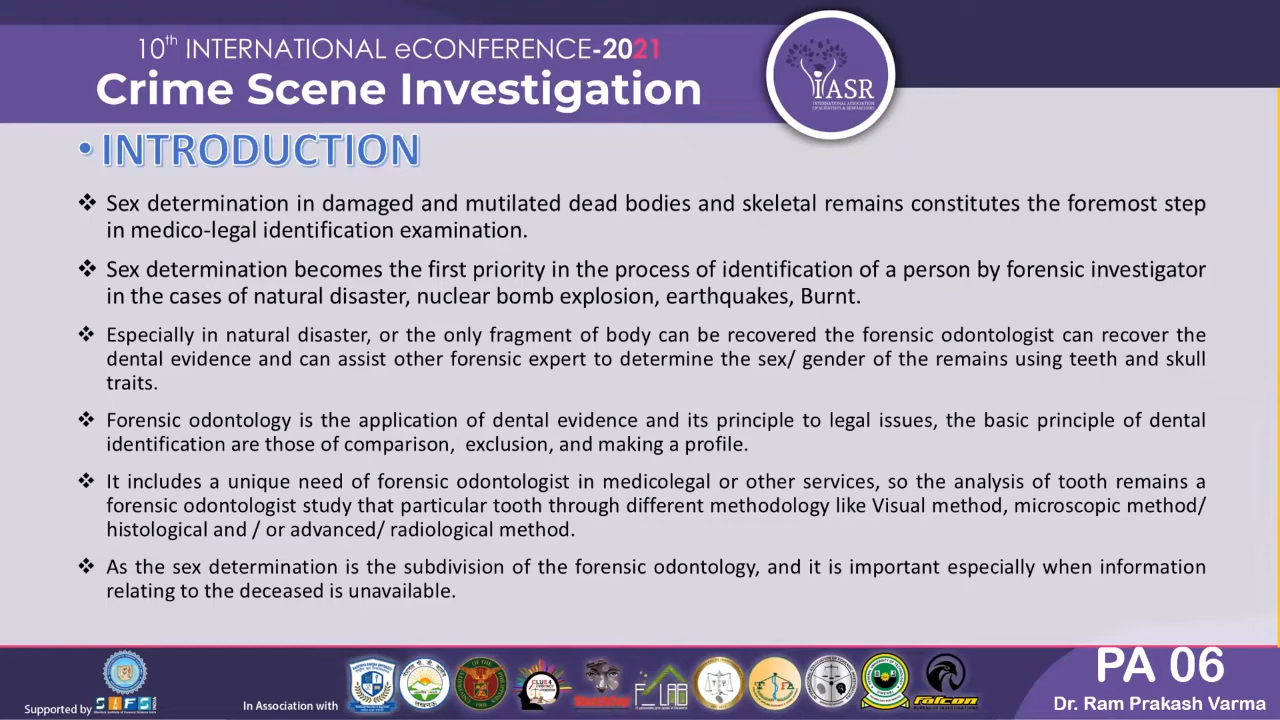 10th INTERNATIONAL eCONFERENCE-2021
Crime Scene Investigation
iASR
INTERNATIONAL ASSOCIATION
OF SCIENTISTS & RESEARCHERS
• INTRODUCTION
❖ Sex determination in damaged and mutilated dead bodies and skeletal remains constitutes the foremost step
in medico-legal identification examination.
❖ Sex determination becomes the first priority in the process of identification of a person by forensic investigator
in the cases of natural disaster, nuclear bomb explosion, earthquakes, Burnt.
❖ Especially in natural disaster, or the only fragment of body can be recovered the forensic odontologist can recover the
dental evidence and can assist other forensic expert to determine the sex/ gender of the remains using teeth and skull
traits.
❖ Forensic odontology is the application of dental evidence and its principle to legal issues, the basic principle of dental
identification are those of comparison, exclusion, and making a profile.
❖ It includes a unique need of forensic odontologist in medicolegal or other services, so the analysis of tooth remains a
forensic odontologist study that particular tooth through different methodology like Visual method, microscopic method/
histological and / or advanced/ radiological method.
❖ As the sex determination is the subdivision of the forensic odontology, and it is important especially when information
relating to the deceased is unavailable.
Supported by
SIFS
INDIA
In Association with
falcon
PA 06
Dr. Ram Prakash Varma